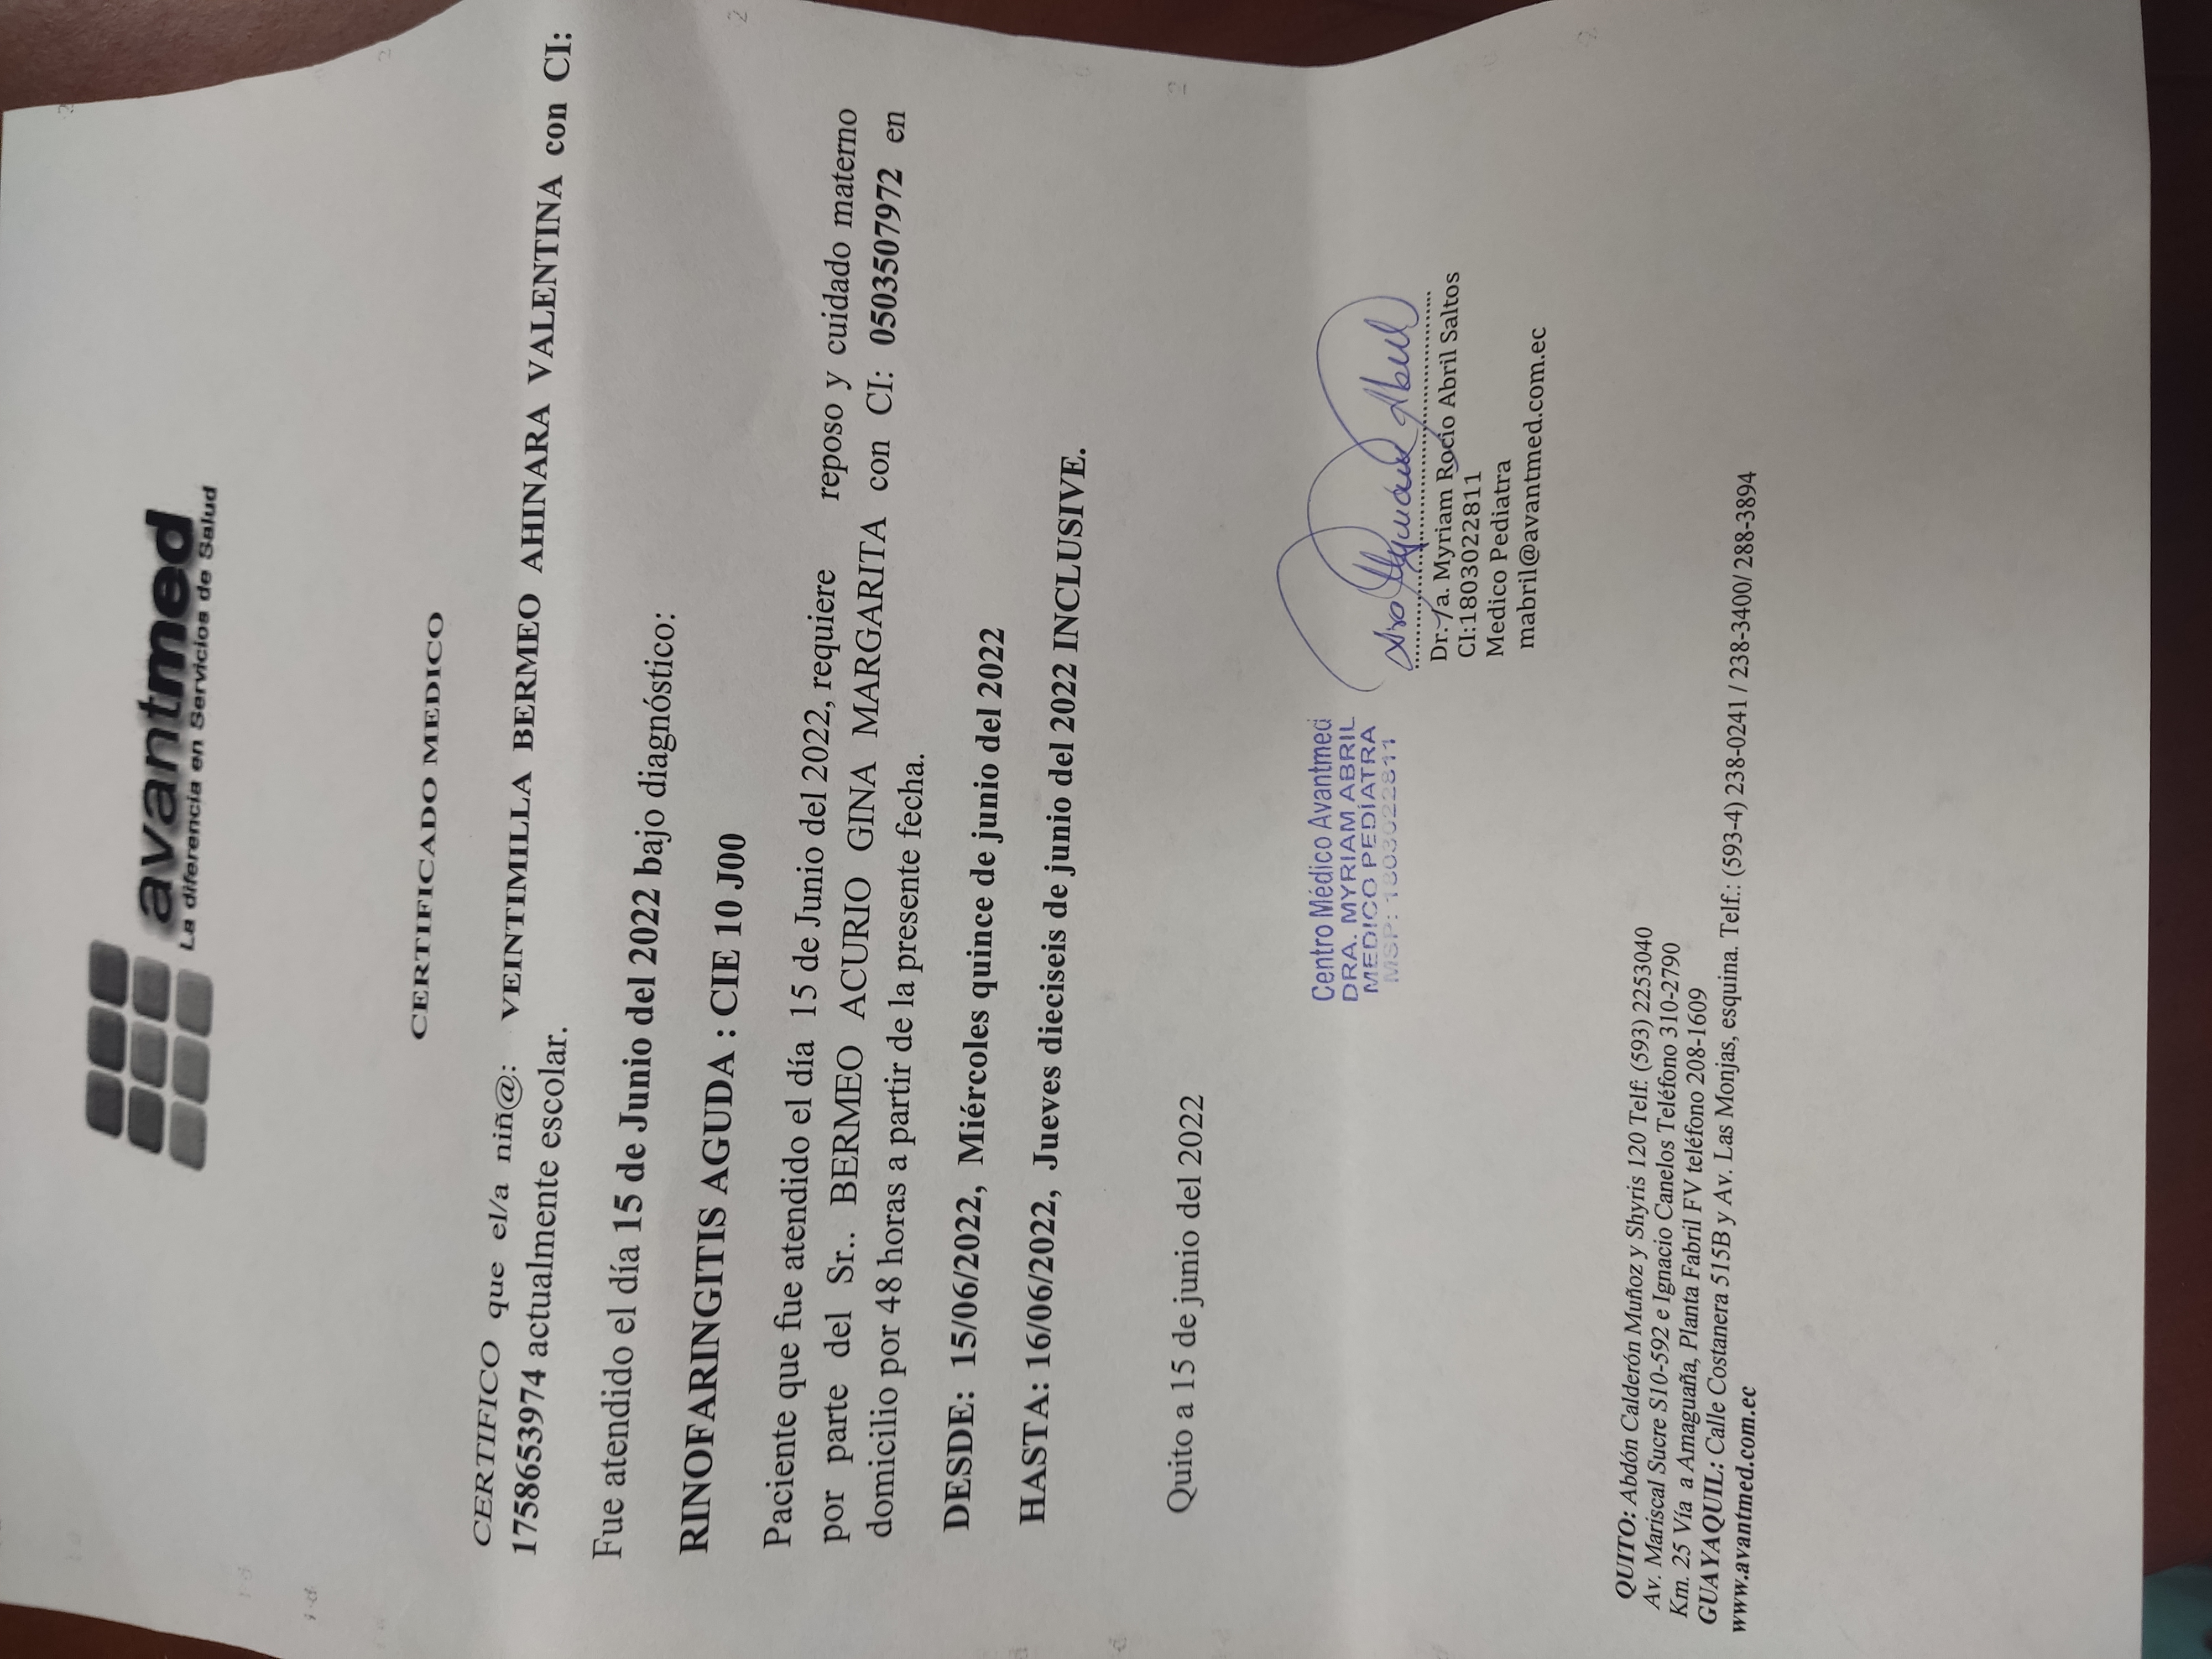 avantmed
La diferencia en Servicios de Salud
CERTIFICADO MEDICO
CERTIFICO que el/a niñ@: VEINTIMILLA BERMEO AHINARA VALENTINA con CI:
1758653974 actualmente escolar.
Fue atendido el día 15 de Junio del 2022 bajo diagnóstico:
RINOFARINGITIS AGUDA : CIE 10 J00
Paciente que fue atendido el día 15 de Junio del 2022, requiere reposo y cuidado materno
por parte del Sr.. BERMEO ACURIO GINA MARGARITA con CI: 0503507972 en
domicilio por 48 horas a partir de la presente fecha.
DESDE: 15/06/2022, Miércoles quince de junio del 2022
HASTA: 16/06/2022, Jueves dieciseis de junio del 2022 INCLUSIVE.
Quito a 15 de junio del 2022
Centro Médico Avantmed
DRA. MYRIAM ABRIL
MEDICO PEDIATRA
MSP: 1803022811
Dra Myriam Abril
Dr./a. Myriam Rocio Abril Saltos
CI:1803022811
Medico Pediatra
mabril@avantmed.com.ec
QUITO: Abdón Calderón Muñoz y Shyris 120 Telf: (593) 2253040
Av. Mariscal Sucre S10-592 e Ignacio Canelos Teléfono 310-2790
Km. 25 Vía a Amaguaña, Planta Fabril FV teléfono 208-1609
GUAYAQUIL: Calle Costanera 515B y Av. Las Monjas, esquina. Telf.: (593-4) 238-0241 / 238-3400/ 288-3894
www.avantmed.com.ec